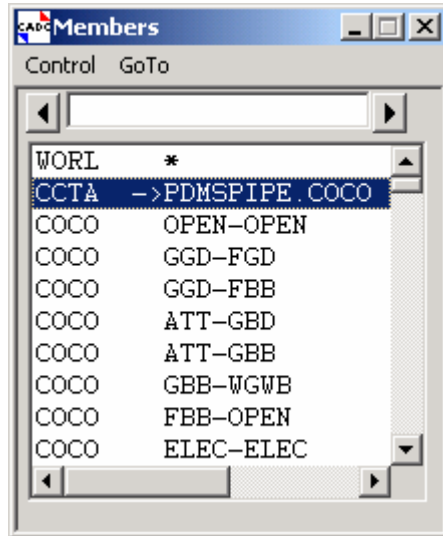 CADC Members
Control GoTo
WORL *
CCTA ->PDMSPIPE.COCO
COCO OPEN-OPEN
COCO GGD-FGD
COCO GGD-FBB
COCO ATT-GBD
COCO ATT-GBB
COCO GBB-WGWB
COCO FBB-OPEN
COCO ELEC-ELEC